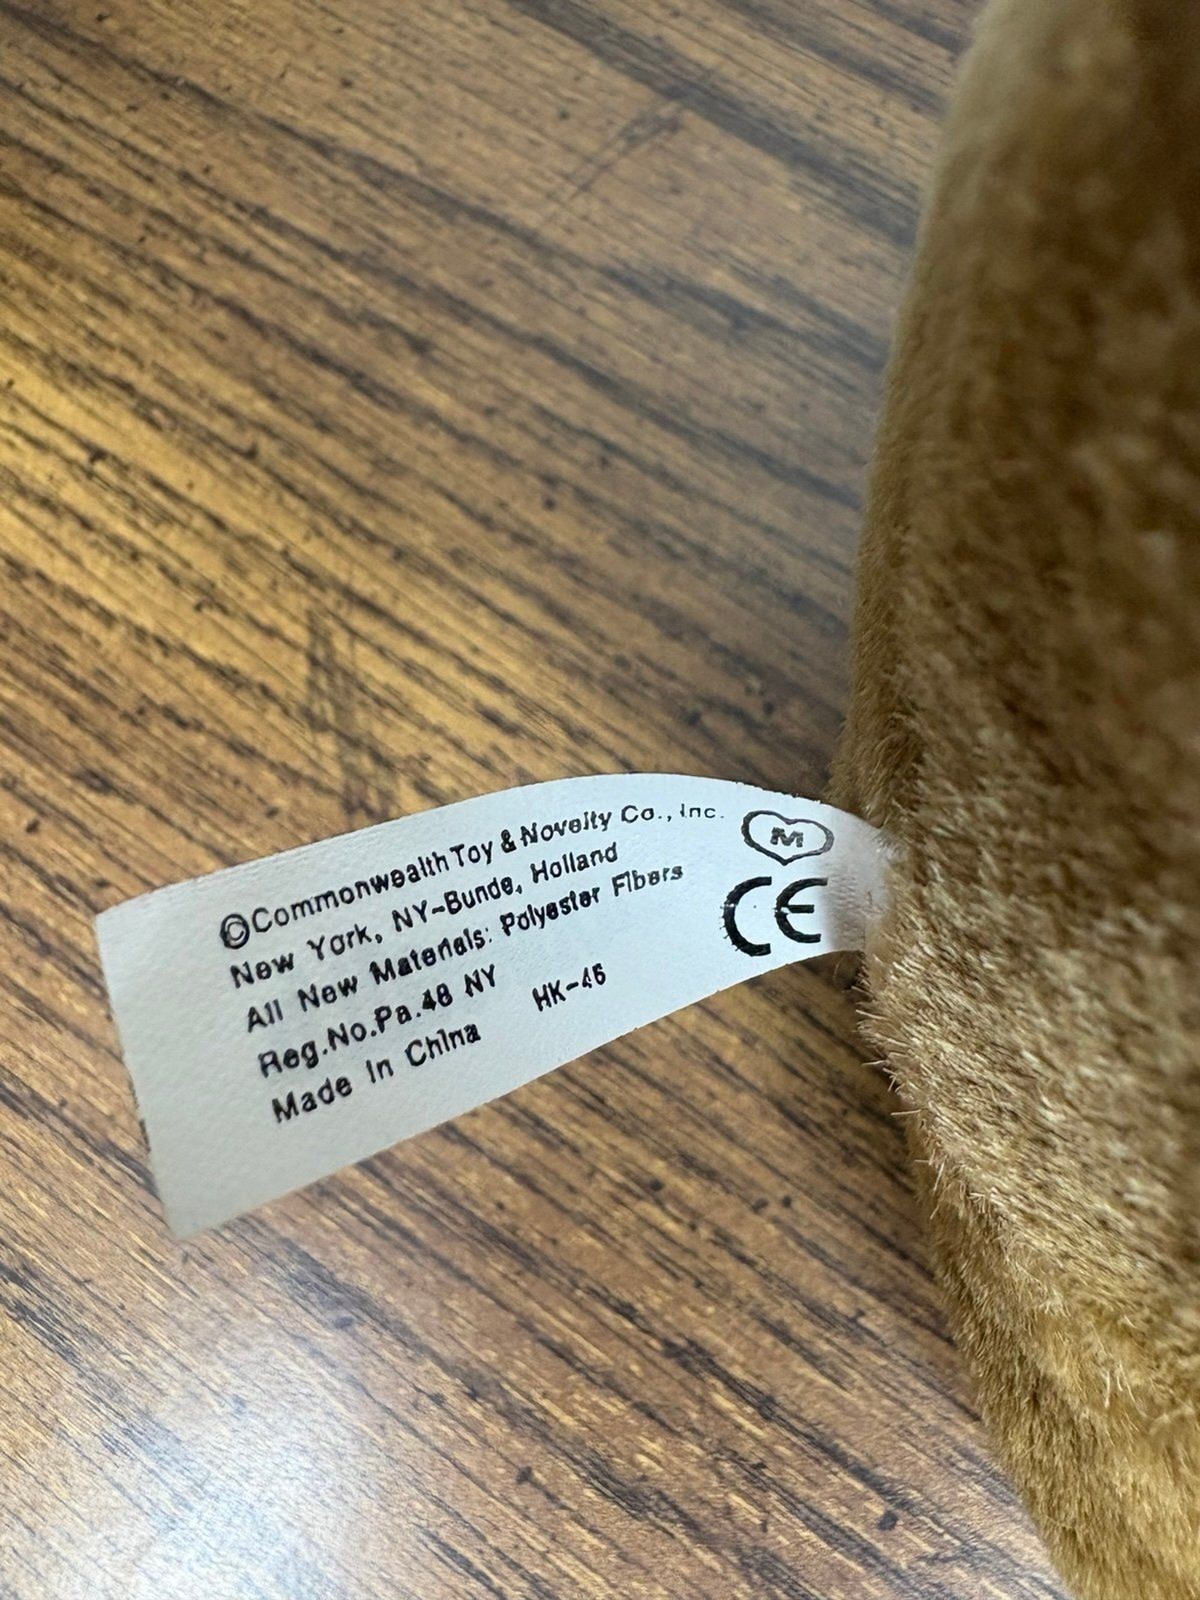 ©Commonwealth Toy & Novelty Co., Inc.
New York, NY-Bunde, Holland
All New Materials: Polyester Fibers
Reg.No.Pa.48 NY
HK-46
Made in China
M
CE